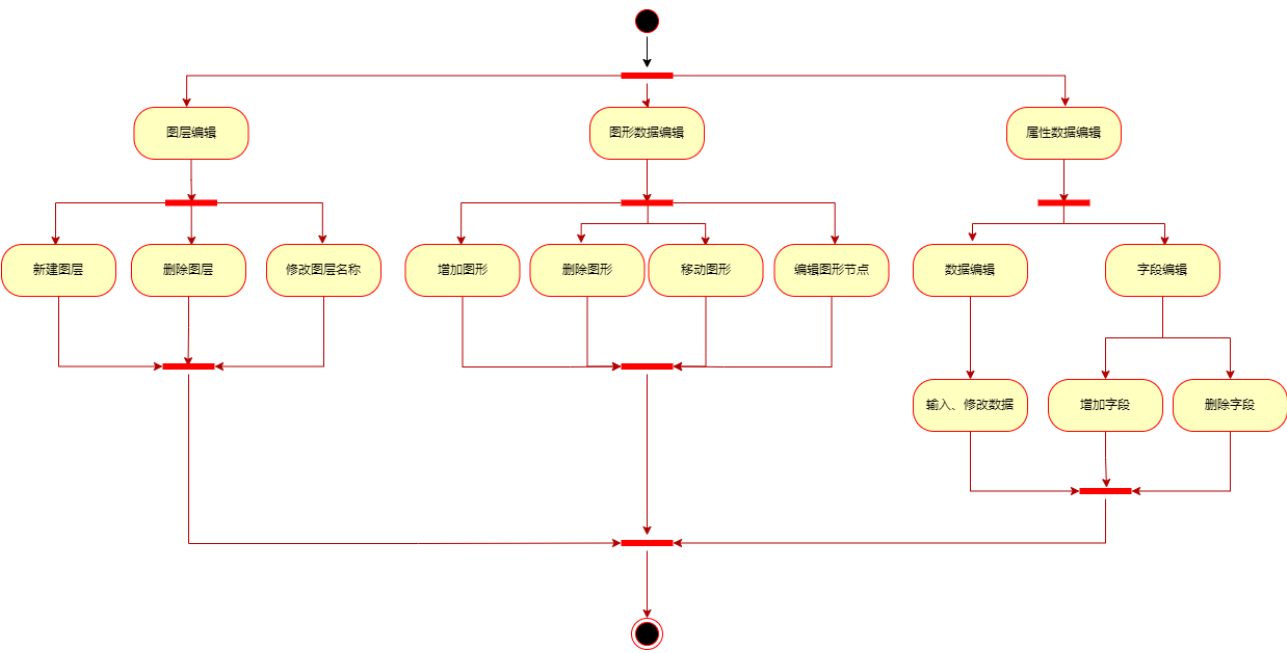 图层编辑
图形数据编辑
属性数据编辑
新建图层
删除图层
修改图层名称
增加图形
删除图形
移动图形
编辑图形节点
数据编辑
字段编辑
输入、修改数据
增加字段
删除字段